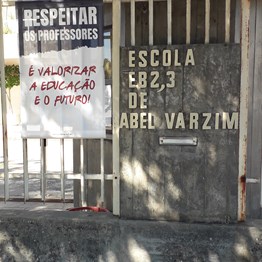 RESPEITAR
OS PROFESSORES
É VALORIZAR
A EDUCAÇÃO
E O FUTURO!
ESCOLA
EB2,3
DE
ABEL VARZIM